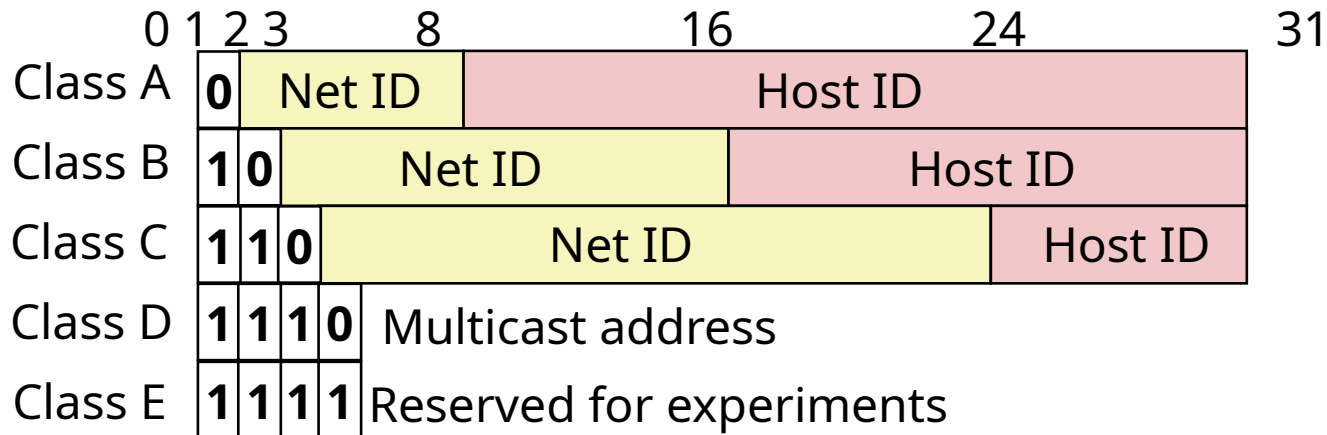 0 1 2 3 8 16 24 31
Class A 0 Net ID Host ID
Class B 1 0 Net ID Host ID
Class C 1 1 0 Net ID Host ID
Class D 1 1 1 0 Multicast address
Class E 1 1 1 1 Reserved for experiments